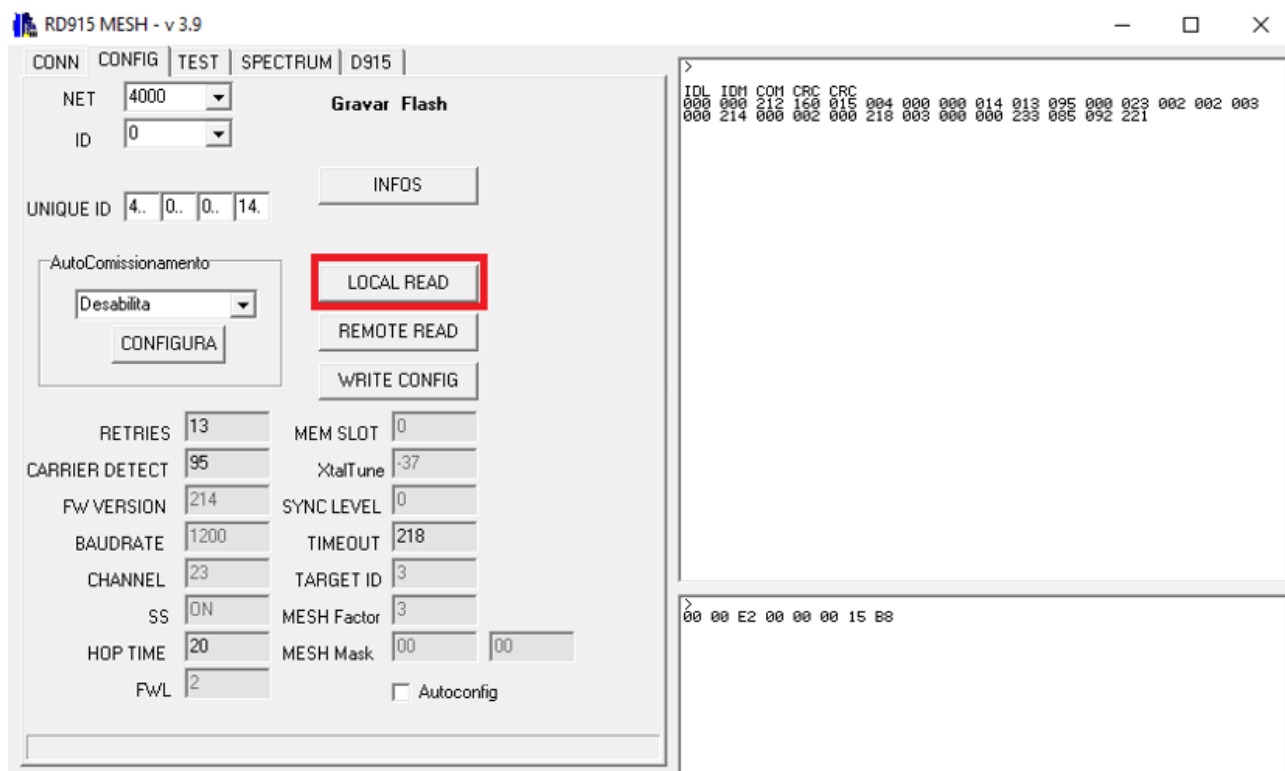 RD915 MESH - v 3.9
CONN CONFIG TEST SPECTRUM D915
NET 4000
Gravar Flash
ID 0
INFOS
UNIQUE ID 4.. 0.. 0.. 14.
AutoComissionamento
Desabilita
CONFIGURA
LOCAL READ
REMOTE READ
WRITE CONFIG
RETRIES 13 MEM SLOT 0
CARRIER DETECT 95 XtalTune -37
FW VERSION 214 SYNC LEVEL 0
BAUDRATE 1200 TIMEOUT 218
CHANNEL 23 TARGET ID 3
SS ON MESH Factor 3
HOP TIME 20 MESH Mask 00 00
FWL 2 Autoconfig
>
IDL IDM COM CRC CRC
000 000 212 160 015 004 000 000 014 013 095 000 023 002 002 003
000 214 000 002 000 218 003 000 000 233 085 092 221
>
00 00 E2 00 00 00 15 B8